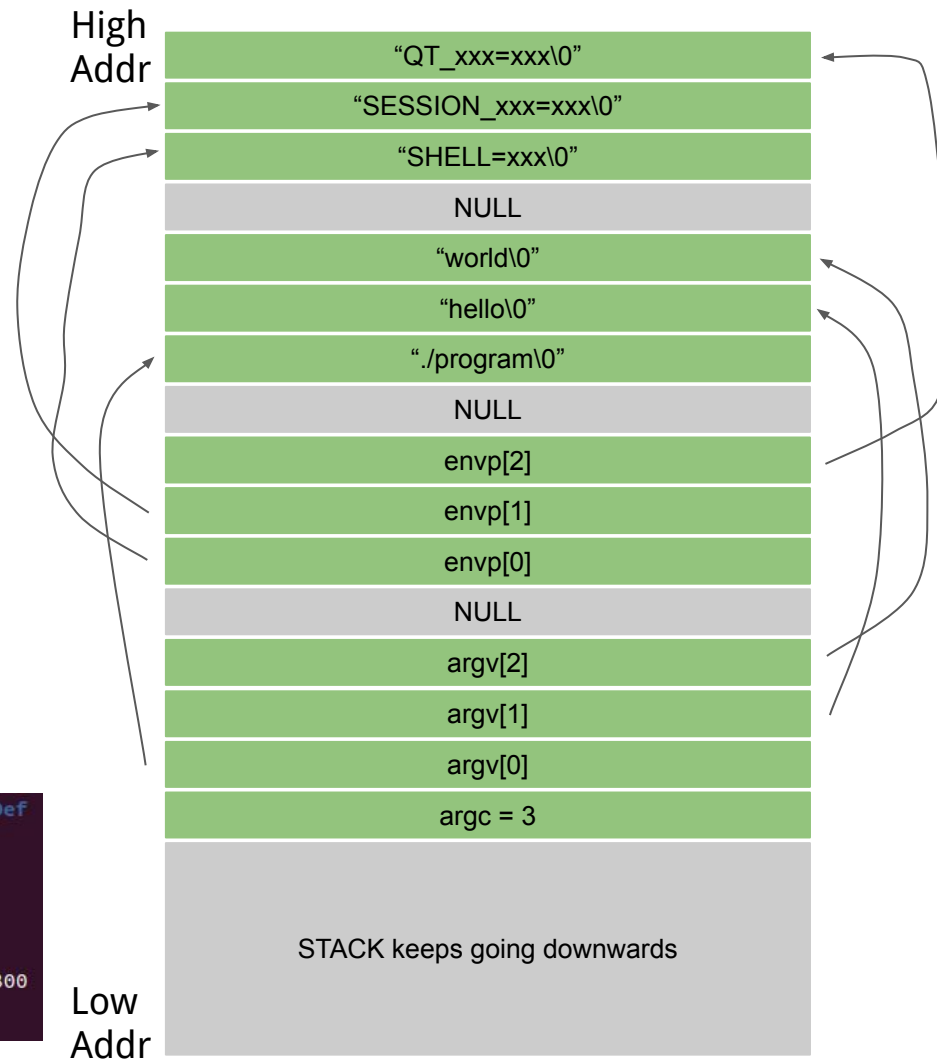 High
Addr
“QT_xxx=xxx\0”
“SESSION_xxx=xxx\0”
“SHELL=xxx\0”
NULL
“world\0”
“hello\0”
“./program\0”
NULL
envp[2]
envp[1]
envp[0]
NULL
argv[2]
argv[1]
argv[0]
argc = 3
STACK keeps going downwards
Low
Addr